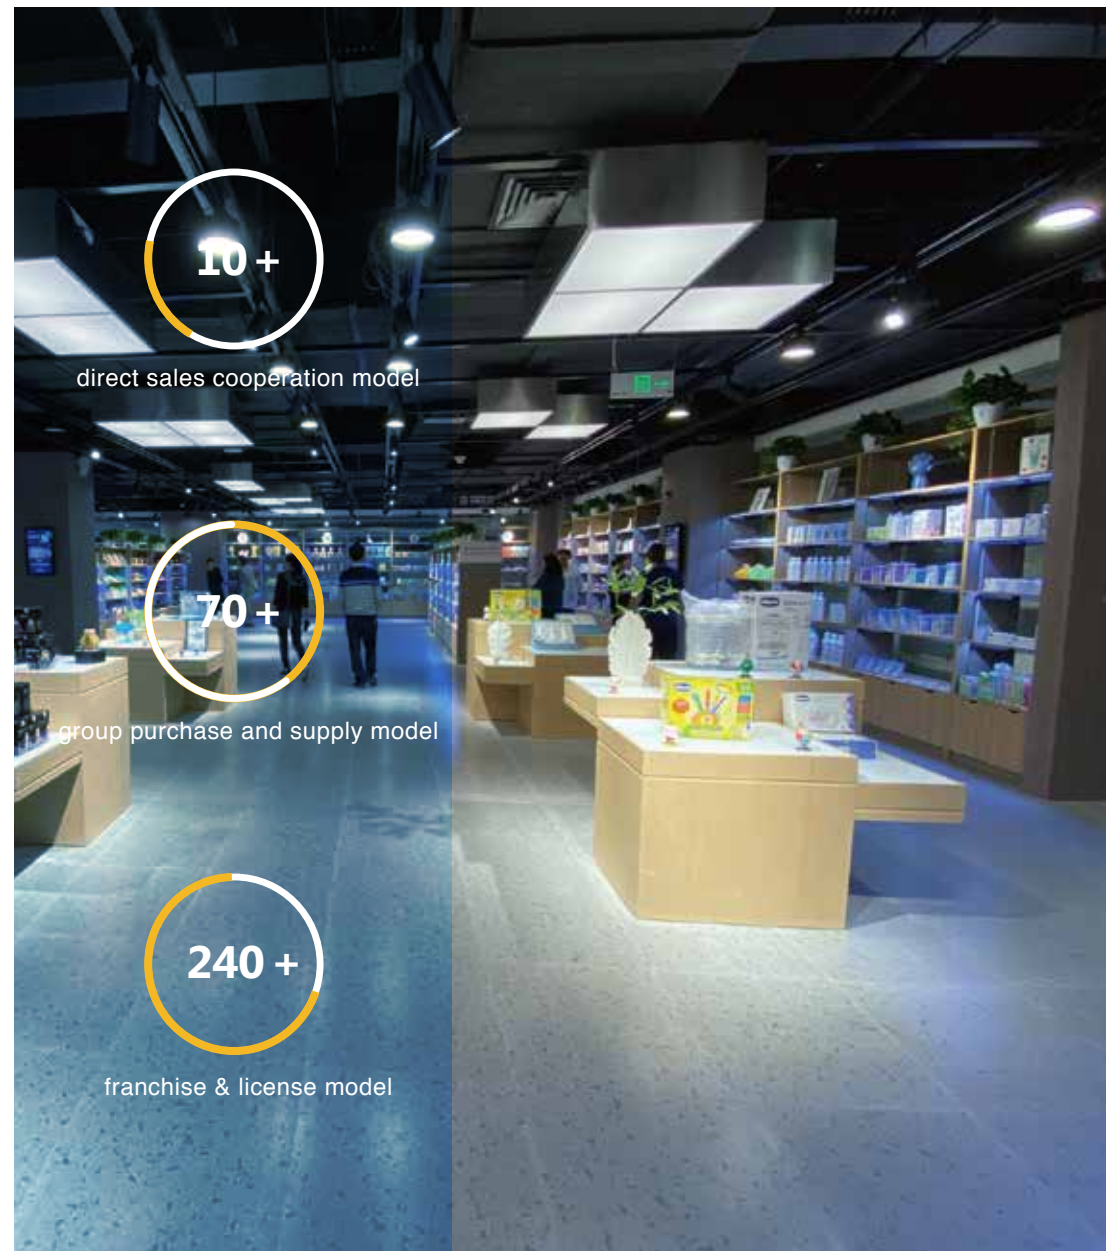 10 +
direct sales cooperation model
70 +
group purchase and supply model
240 +
franchise & license model